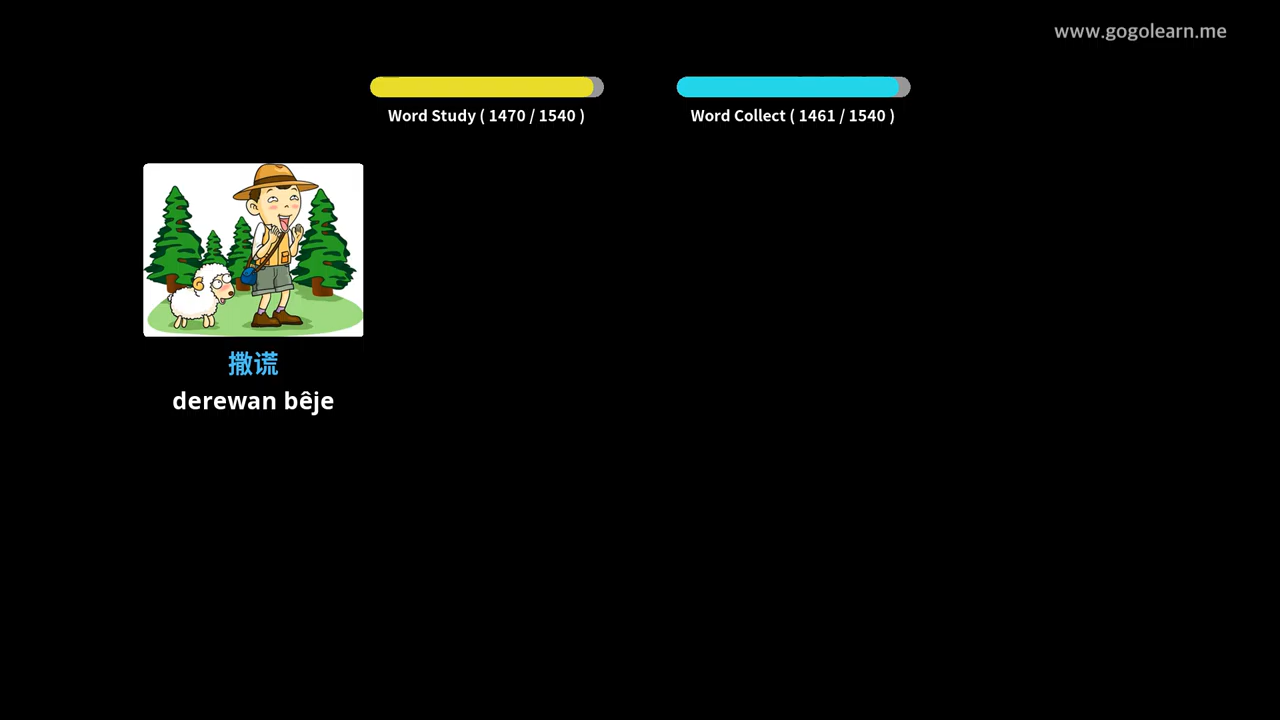 www.gogolearn.me
Word Study ( 1470 / 1540 )
Word Collect ( 1461 / 1540 )
撒谎
derewan bêje